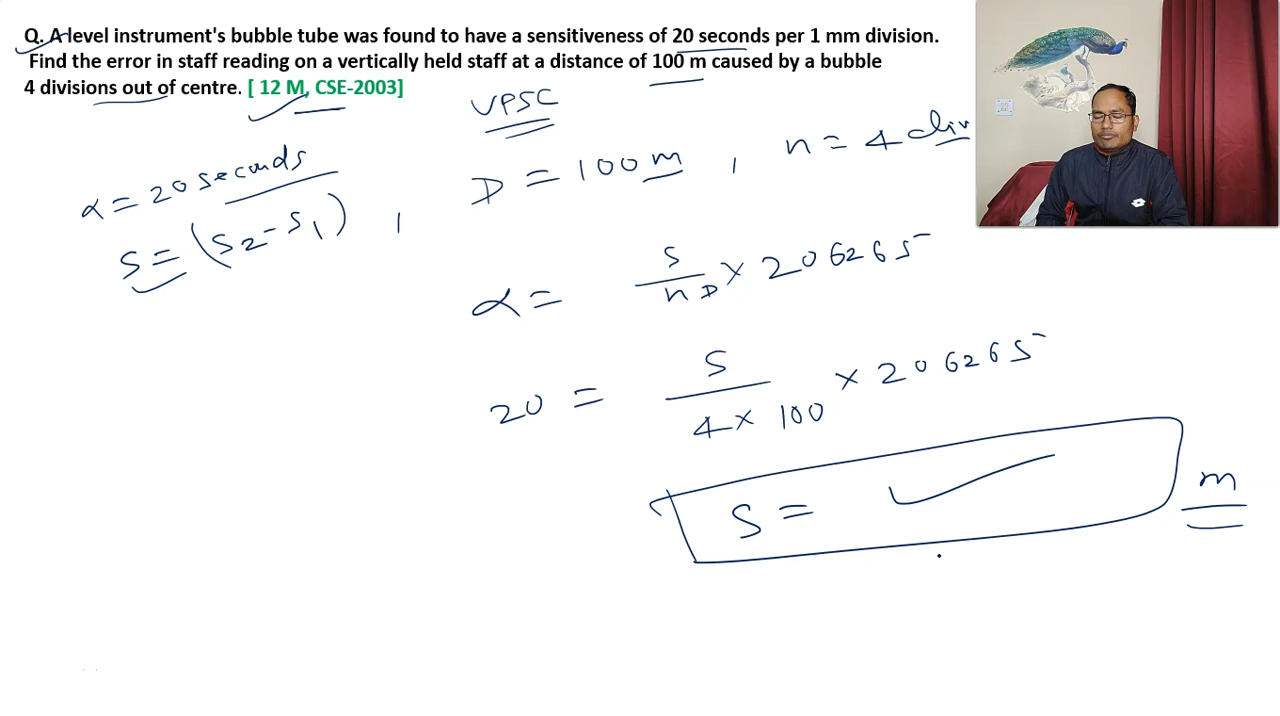 Q. A level instrument's bubble tube was found to have a sensitiveness of 20 seconds per 1 mm division.
Find the error in staff reading on a vertically held staff at a distance of 100 m caused by a bubble
4 divisions out of centre. [ 12 M, CSE-2003]
UPSC
α = 20 seconds
D = 100 m , n = 4 div
S = (S2 - S1) ,
α = S/nD × 206265
20 = S/4 × 100 × 206265
S = m